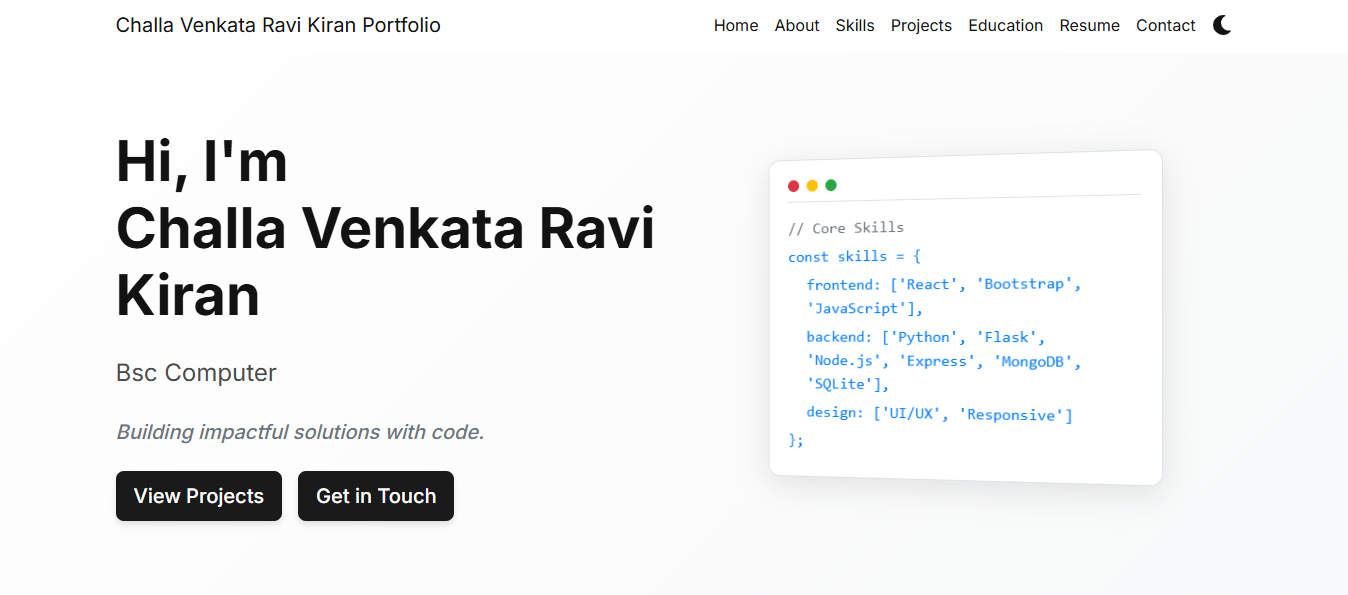 Challa Venkata Ravi Kiran Portfolio
Home About Skills Projects Education Resume Contact
Hi, I'm
Challa Venkata Ravi
Kiran
Bsc Computer
Building impactful solutions with code.
View Projects
Get in Touch
// Core Skills
const skills = {
frontend: ['React', 'Bootstrap',
'JavaScript'],
backend: ['Python', 'Flask',
'Node.js', 'Express', 'MongoDB',
'SQLite'],
design: ['UI/UX', 'Responsive']
};